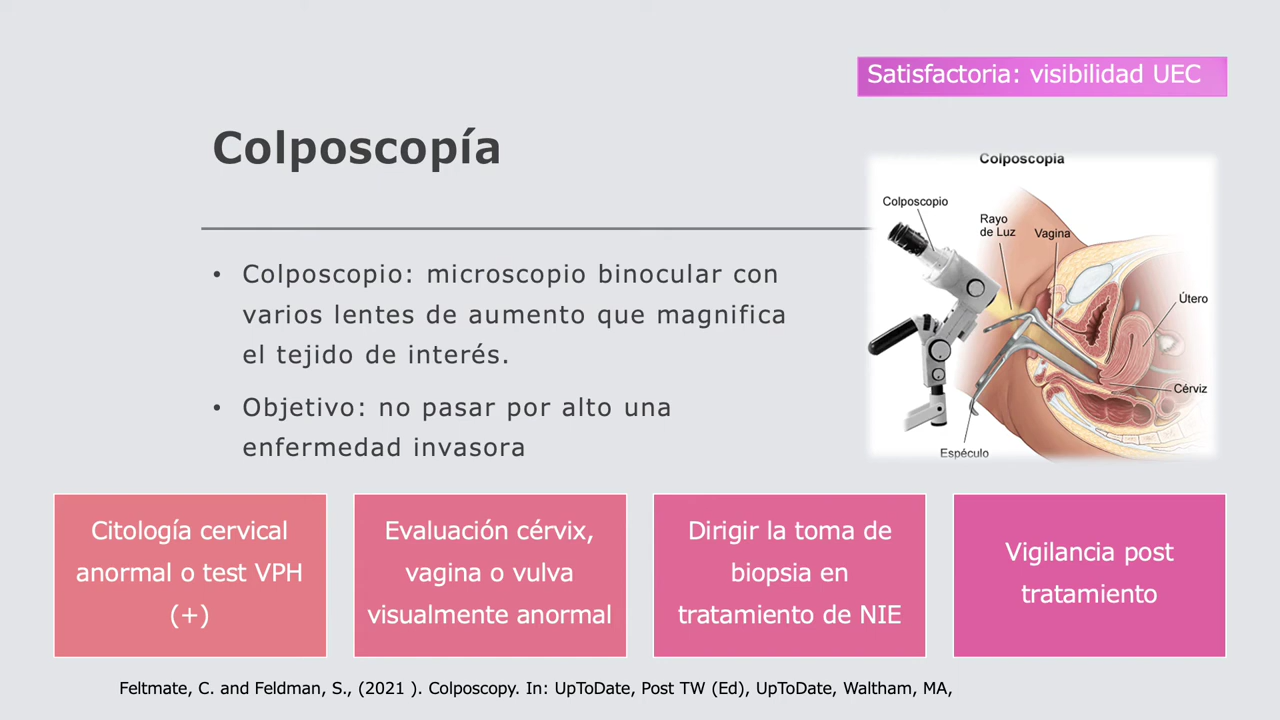 Satisfactoria: visibilidad UEC
Colposcopía
Colposcopia
Colposcopio
Rayo
de Luz
Vagina
Útero
Cérviz
Espéculo
• Colposcopio: microscopio binocular con
varios lentes de aumento que magnifica
el tejido de interés.
• Objetivo: no pasar por alto una
enfermedad invasora
Citología cervical
anormal o test VPH
(+)
Evaluación cérvix,
vagina o vulva
visualmente anormal
Dirigir la toma de
biopsia en
tratamiento de NIE
Vigilancia post
tratamiento
Feltmate, C. and Feldman, S., (2021 ). Colposcopy. In: UpToDate, Post TW (Ed), UpToDate, Waltham, MA,